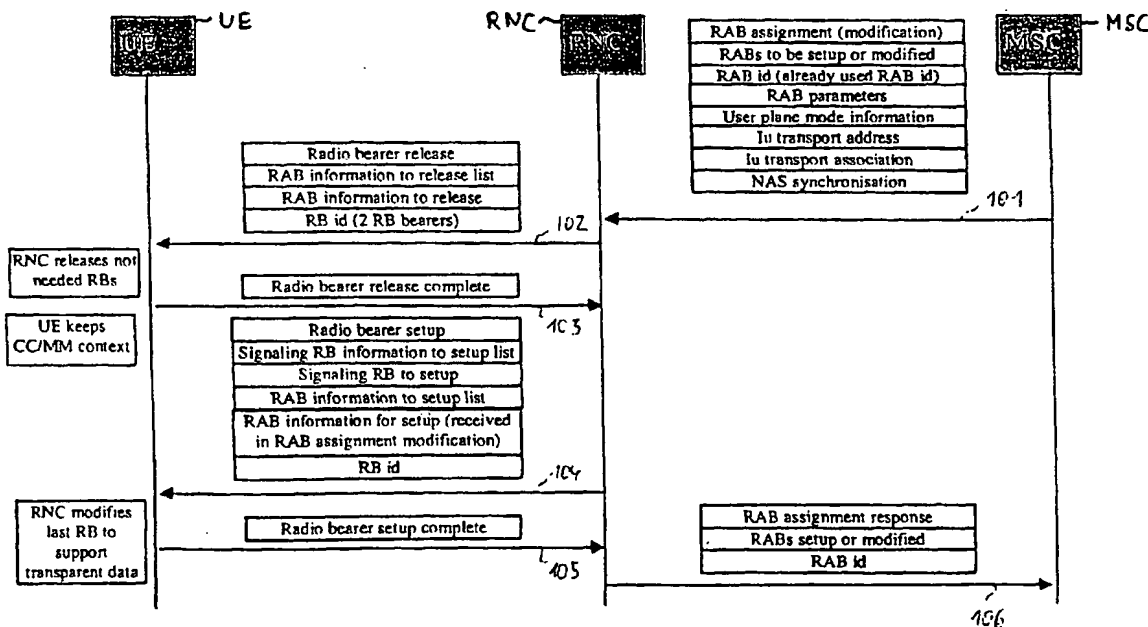 UE
UE
RNC
RNC
MSC
MSC
RAB assignment (modification)
RABs to be setup or modified
RAB id (already used RAB id)
RAB parameters
User plane mode information
Iu transport address
Iu transport association
NAS synchronisation
101
Radio bearer release
RAB information to release list
RAB information to release
RB id (2 RB bearers)
102
RNC releases not
needed RBs
Radio bearer release complete
103
UE keeps
CC/MM context
Radio bearer setup
Signaling RB information to setup list
Signaling RB to setup
RAB information to setup list
RAB information for setup (received
in RAB assignment modification)
RB id
104
RNC modifies
last RB to
support
transparent data
Radio bearer setup complete
105
RAB assignment response
RABs setup or modified
RAB id
106